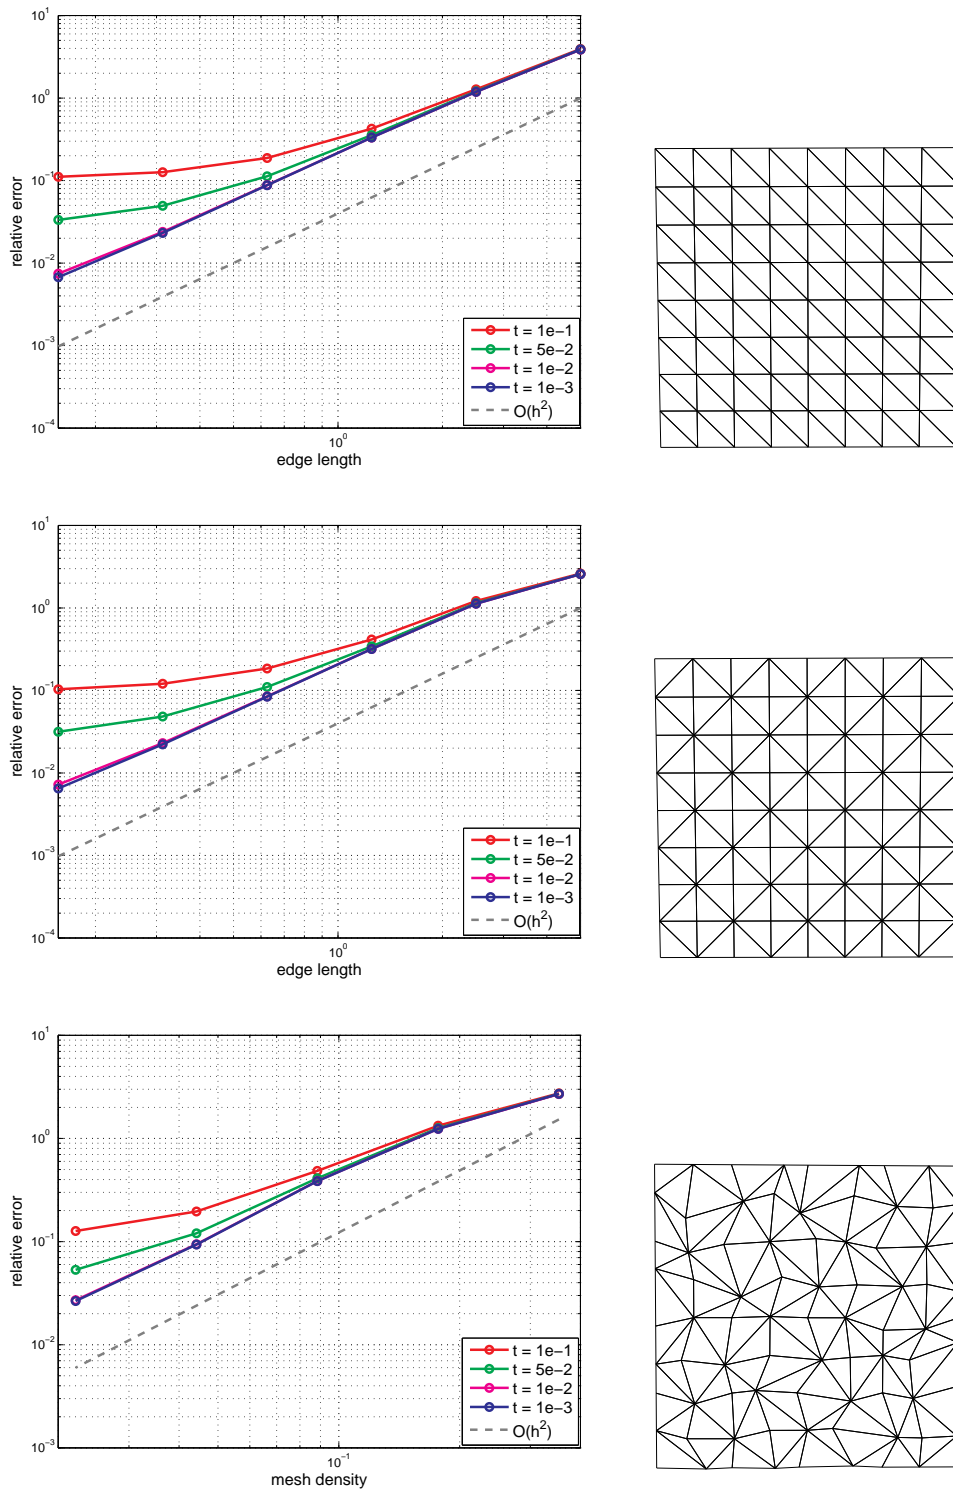 10^1
10^0
10^−1
10^−2
10^−3
10^−4
relative error
10^0
edge length
t = 1e−1
t = 5e−2
t = 1e−2
t = 1e−3
O(h^2)
10^1
10^0
10^−1
10^−2
10^−3
10^−4
relative error
10^0
edge length
t = 1e−1
t = 5e−2
t = 1e−2
t = 1e−3
O(h^2)
10^1
10^0
10^−1
10^−2
10^−3
relative error
10^−1
mesh density
t = 1e−1
t = 5e−2
t = 1e−2
t = 1e−3
O(h^2)